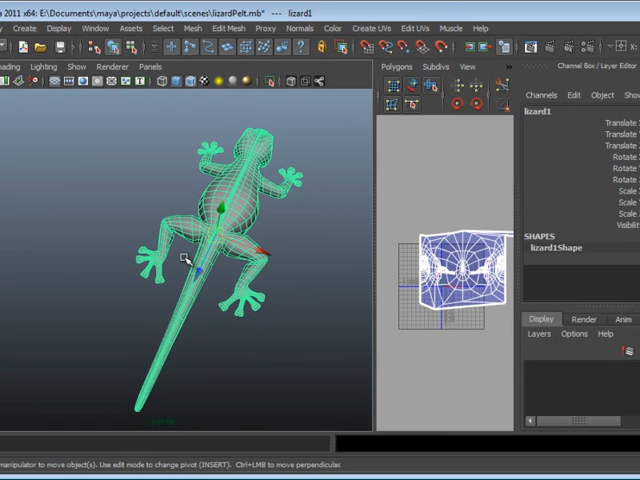 a 2011 x64: E:\Documents\maya\projects\default\scenes\lizardPelt.mb* --- lizard1
Create Display Window Assets Select Mesh Edit Mesh Proxy Normals Color Create UVs Edit UVs Muscle Help
hading Lighting Show Renderer Panels
Polygons Subdivs View »
Channel Box / Layer Editor
Channels Edit Object Show
lizard1
Translate
Translate
Translate
Rotate
Rotate
Rotate
Scale
Scale
Scale
Visibilit
SHAPES
lizard1Shape
persp
Display Render Anim
Layers Options Help
manipulator to move object(s). Use edit mode to change pivot (INSERT). Ctrl+LMB to move perpendicular.